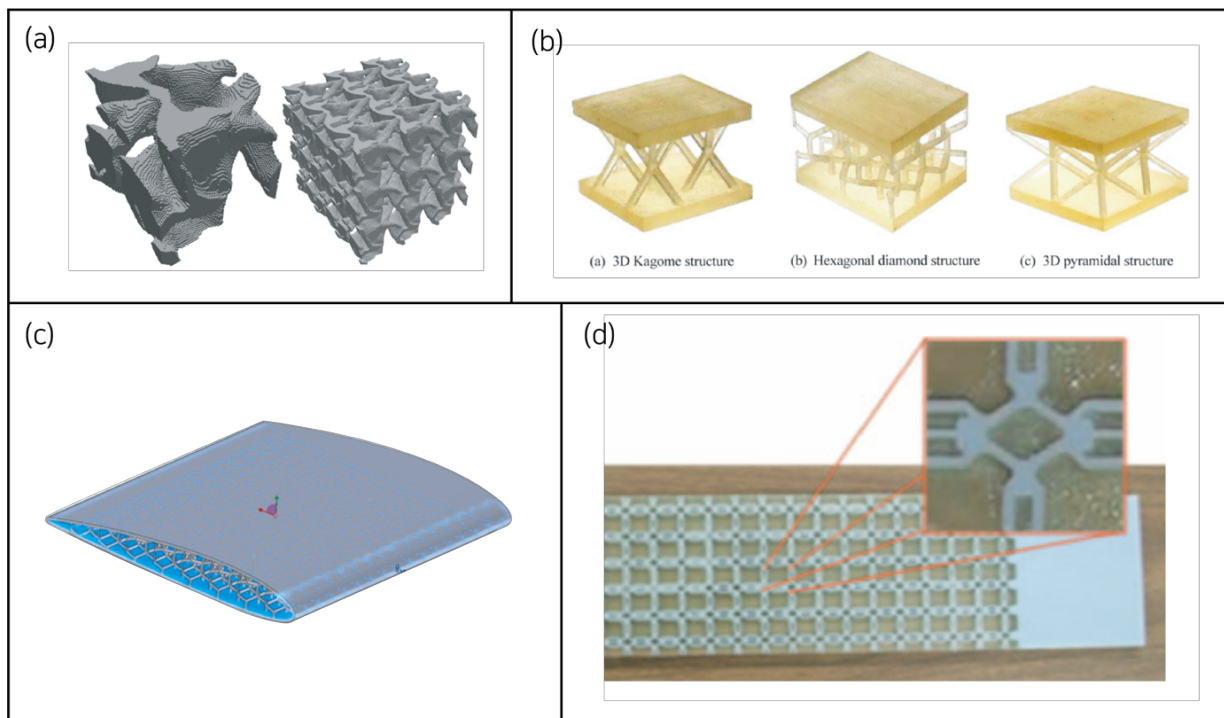 (a)
(b)
(a) 3D Kagome structure
(b) Hexagonal diamond structure
(c) 3D pyramidal structure
(c)
(d)